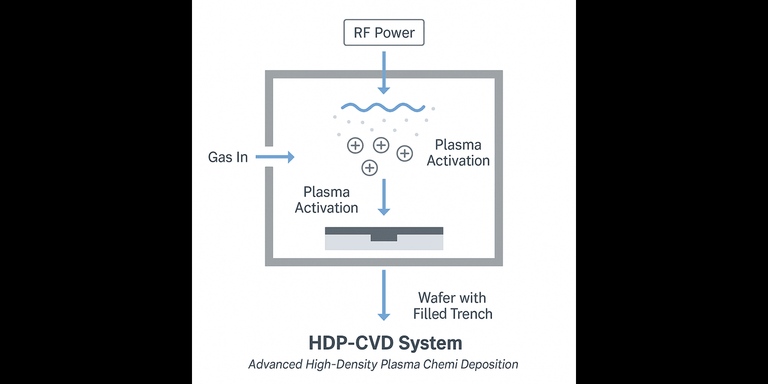 RF Power
Gas In
Plasma
Activation
Plasma
Activation
Wafer with
Filled Trench
HDP-CVD System
Advanced High-Density Plasma Chemi Deposition